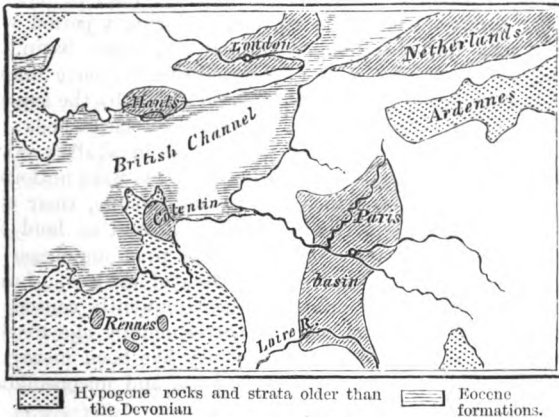 London
Netherlands
Hants
Ardennes
British Channel
Cotentin
Paris
basin
Rennes
Loire R.
Hypogene rocks and strata older than
the Devonian
Eocene
formations.